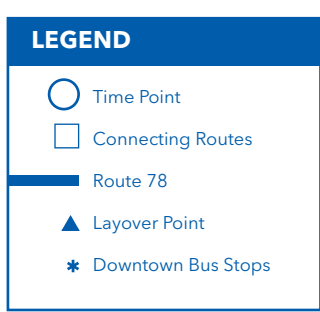 LEGEND
Time Point
Connecting Routes
Route 78
Layover Point
Downtown Bus Stops